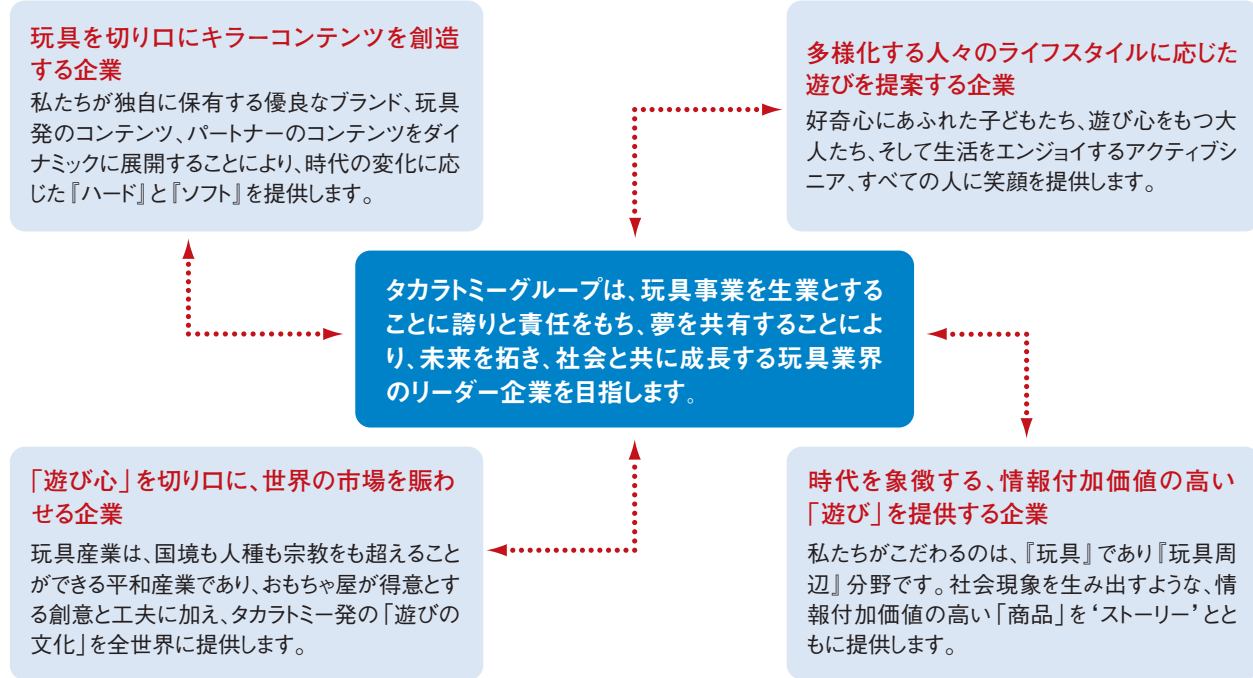 玩具を切り口にキラーコンテンツを創造
する企業
私たちが独自に保有する優良なブランド、玩具
発のコンテンツ、パートナーのコンテンツをダイ
ナミックに展開することにより、時代の変化に応
じた『ハード』と『ソフト』を提供します。
多様化する人々のライフスタイルに応じた
遊びを提案する企業
好奇心にあふれた子どもたち、遊び心をもつ大
人たち、そして生活をエンジョイするアクティブシ
ニア、すべての人に笑顔を提供します。
タカラトミーグループは、玩具事業を生業とする
ことに誇りと責任をもち、夢を共有することによ
り、未来を拓き、社会と共に成長する玩具業界
のリーダー企業を目指します。
「遊び心」を切り口に、世界の市場を賑わ
せる企業
玩具産業は、国境も人種も宗教をも超えること
ができる平和産業であり、おもちゃ屋が得意とす
る創意と工夫に加え、タカラトミー発の「遊びの
文化」を全世界に提供します。
時代を象徴する、情報付加価値の高い
「遊び」を提供する企業
私たちがこだわるのは、『玩具』であり『玩具周
辺』分野です。社会現象を生み出すような、情
報付加価値の高い「商品」を‘ストーリー’とと
もに提供します。